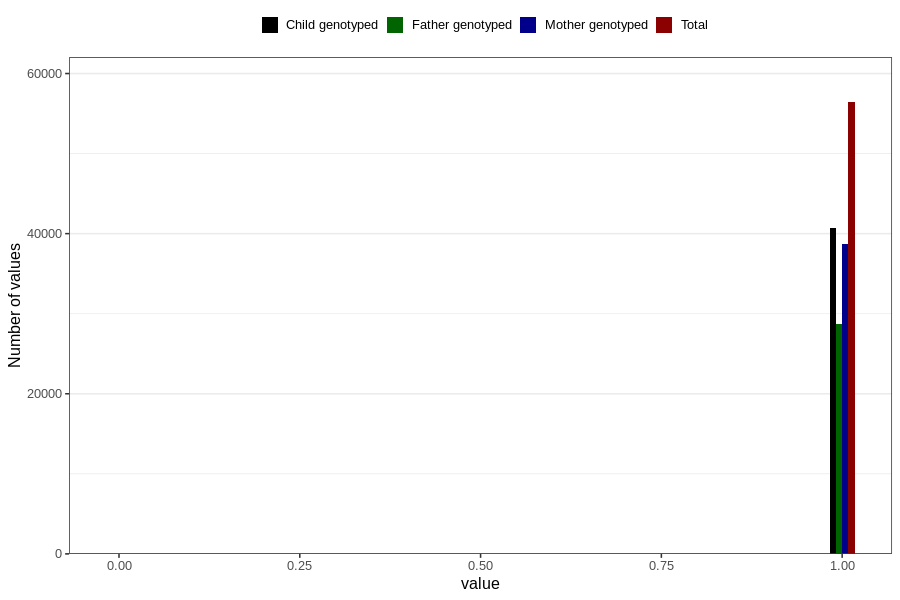 Child genotyped Father genotyped Mother genotyped Total
60000
40000
20000
0
Number of values
0.00 0.25 0.50 0.75 1.00
value